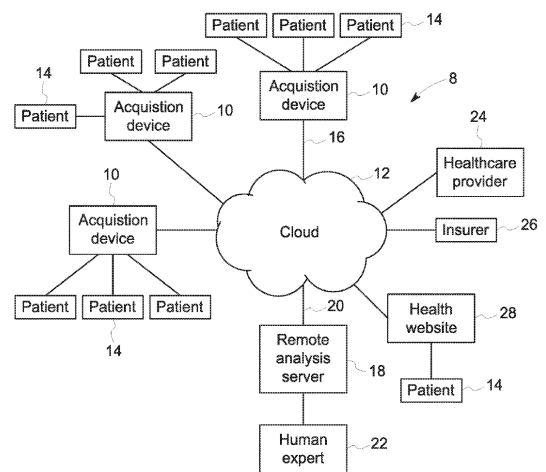 Patient Patient Patient 14
14 Patient Patient
Acquistion device 10
8
Patient
Acquistion device 10
16
24
Healthcare provider
12
10
Acquistion device
Cloud
Insurer 26
Patient Patient Patient
14
20
Health website 28
Remote analysis server 18
Patient 14
Human expert 22